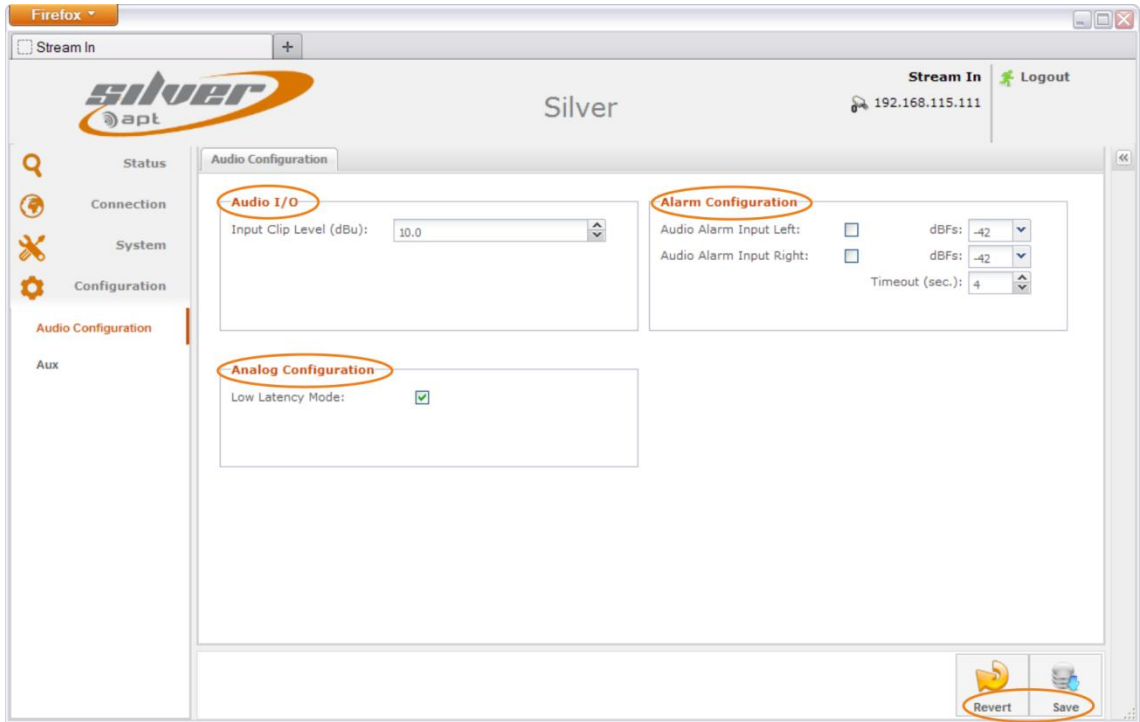 Firefox
Stream In
+
silver
apt
Silver
Stream In
192.168.115.111
Logout
Status
Connection
System
Configuration
Audio Configuration
Aux
Audio Configuration
Audio I/O
Input Clip Level (dBu): 10.0
Alarm Configuration
Audio Alarm Input Left: dBFs: -42
Audio Alarm Input Right: dBFs: -42
Timeout (sec.): 4
Analog Configuration
Low Latency Mode:
Revert Save